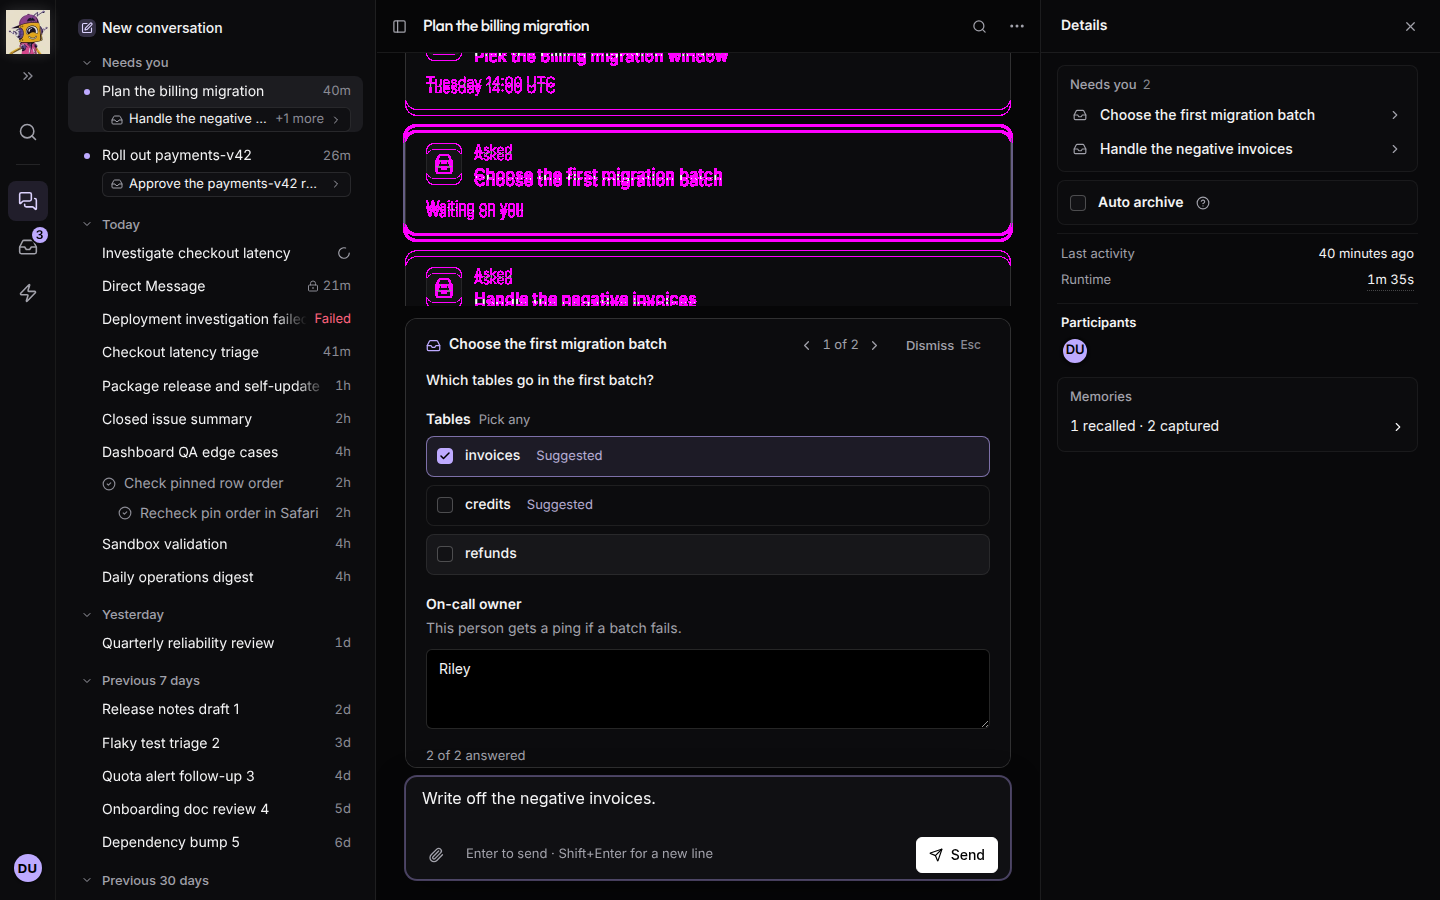 New conversation
Needs you
Plan the billing migration 40m
Handle the negative ... +1 more
Roll out payments-v42 26m
Approve the payments-v42 r...
Today
Investigate checkout latency
Direct Message 21m
3
Deployment investigation failed Failed
Checkout latency triage 41m
Package release and self-update 1h
Closed issue summary 2h
Dashboard QA edge cases 4h
Check pinned row order 2h
Recheck pin order in Safari 2h
Sandbox validation 4h
Daily operations digest 4h
Yesterday
Quarterly reliability review 1d
Previous 7 days
Release notes draft 1 2d
Flaky test triage 2 3d
Quota alert follow-up 3 4d
Onboarding doc review 4 5d
Dependency bump 5 6d
Previous 30 days
DU
Plan the billing migration
Pick the billing migration window
Tuesday 14:00 UTC
Asked
Choose the first migration batch
Waiting on you
Asked
Handle the negative invoices
Choose the first migration batch 1 of 2 Dismiss Esc
Which tables go in the first batch?
Tables Pick any
invoices Suggested
credits Suggested
refunds
On-call owner
This person gets a ping if a batch fails.
Riley
2 of 2 answered
Write off the negative invoices.
Enter to send · Shift+Enter for a new line Send
Details
Needs you 2
Choose the first migration batch
Handle the negative invoices
Auto archive
Last activity 40 minutes ago
Runtime 1m 35s
Participants
DU
Memories
1 recalled · 2 captured